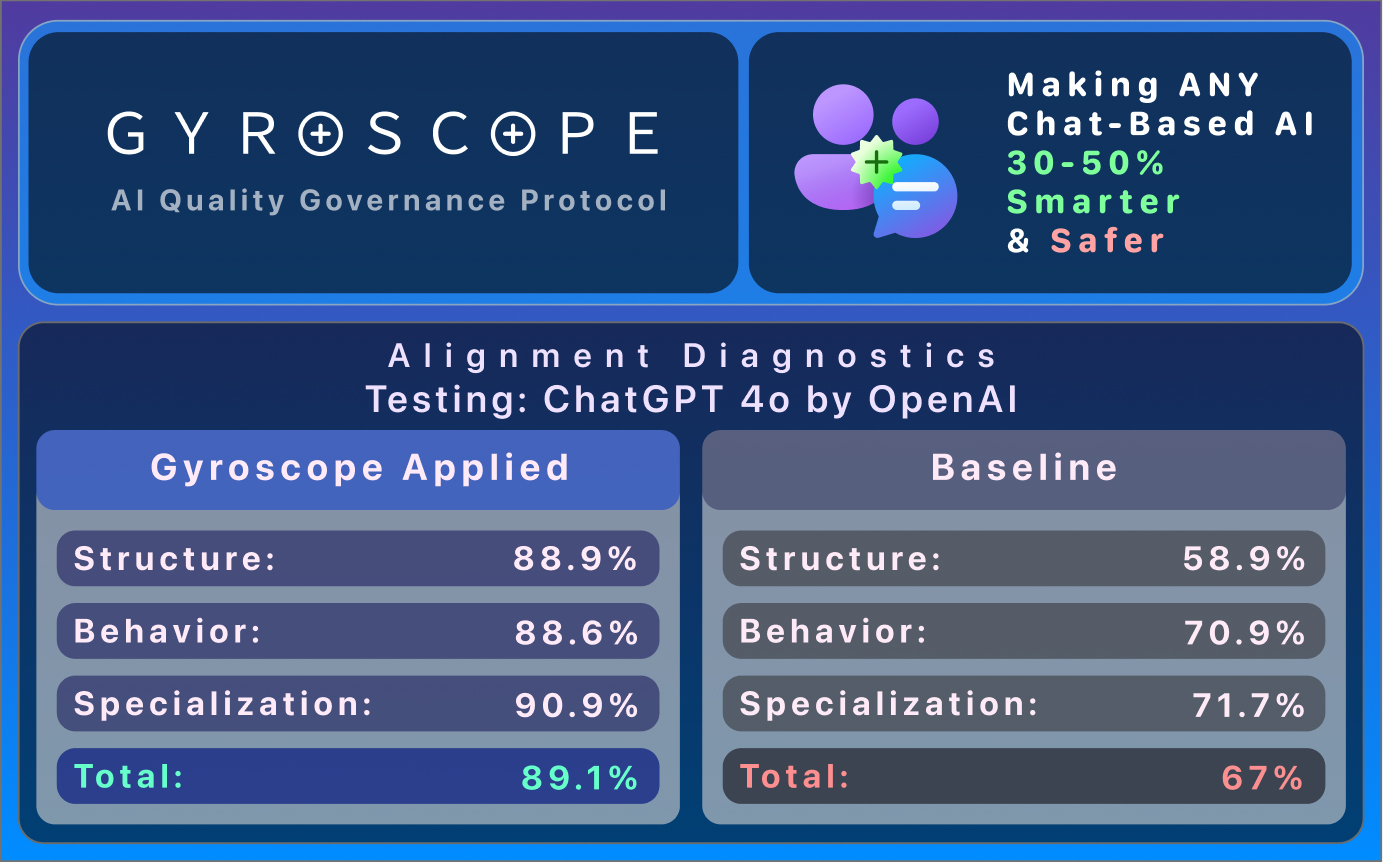 GYROSCOPE
AI Quality Governance Protocol
Making ANY
Chat-Based AI
30-50%
Smarter
& Safer
Alignment Diagnostics
Testing: ChatGPT 4o by OpenAI
Gyroscope Applied
Structure: 88.9%
Behavior: 88.6%
Specialization: 90.9%
Total: 89.1%
Baseline
Structure: 58.9%
Behavior: 70.9%
Specialization: 71.7%
Total: 67%